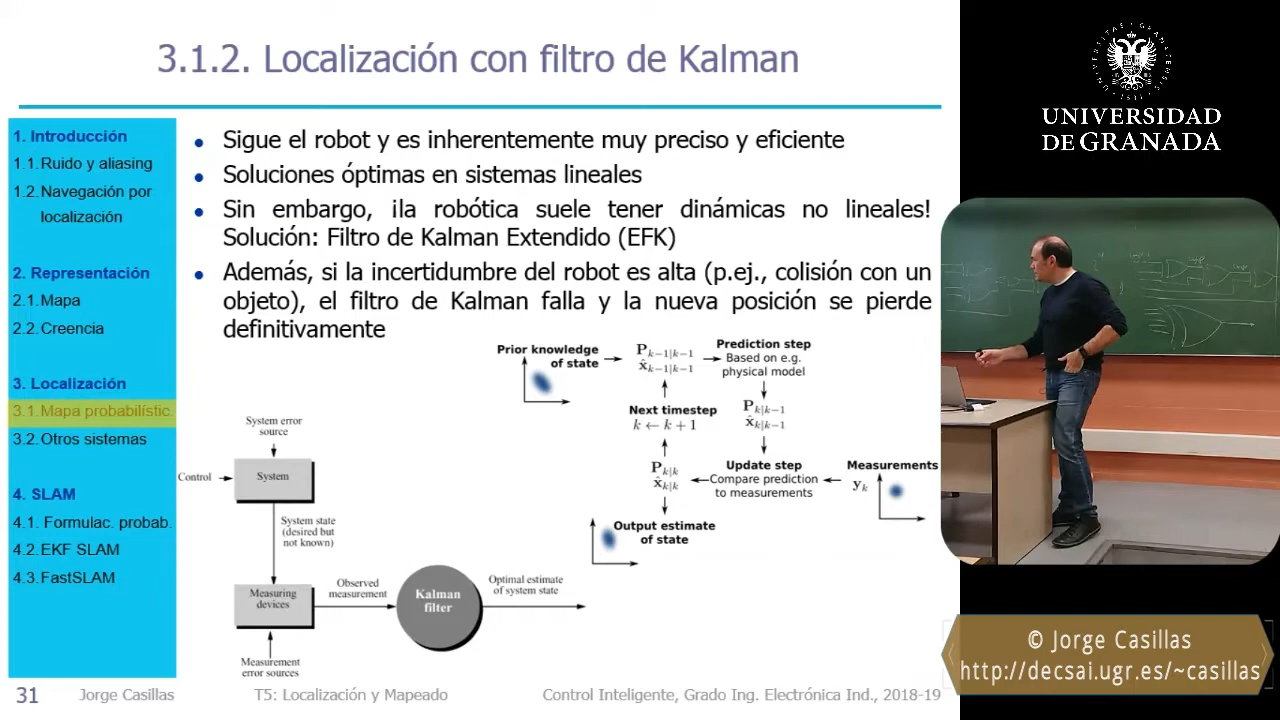 3.1.2. Localización con filtro de Kalman
1. Introducción
1.1. Ruido y aliasing
1.2. Navegación por
localización
2. Representación
2.1. Mapa
2.2. Creencia
3. Localización
3.1. Mapa probabilístic.
3.2. Otros sistemas
4. SLAM
4.1. Formulac. probab.
4.2. EKF SLAM
4.3. FastSLAM
• Sigue el robot y es inherentemente muy preciso y eficiente
• Soluciones óptimas en sistemas lineales
• Sin embargo, ¡la robótica suele tener dinámicas no lineales!
Solución: Filtro de Kalman Extendido (EFK)
• Además, si la incertidumbre del robot es alta (p.ej., colisión con un
objeto), el filtro de Kalman falla y la nueva posición se pierde
definitivamente
Prior knowledge
of state
P k−1|k−1
x̂ k−1|k−1
Prediction step
Based on e.g.
physical model
Next timestep
k ← k + 1
P k|k−1
x̂ k|k−1
P k|k
x̂ k|k
Update step
Compare prediction
to measurements
Measurements
y k
Output estimate
of state
System error
source
Control
System
System state
(desired but
not known)
Measuring
devices
Observed
measurement
Kalman
filter
Optimal estimate
of system state
Measurement
error sources
31
Jorge Casillas
T5: Localización y Mapeado
Control Inteligente, Grado Ing. Electrónica Ind., 2018-19
UNIVERSIDAD
DE GRANADA
© Jorge Casillas
http://decsai.ugr.es/~casillas